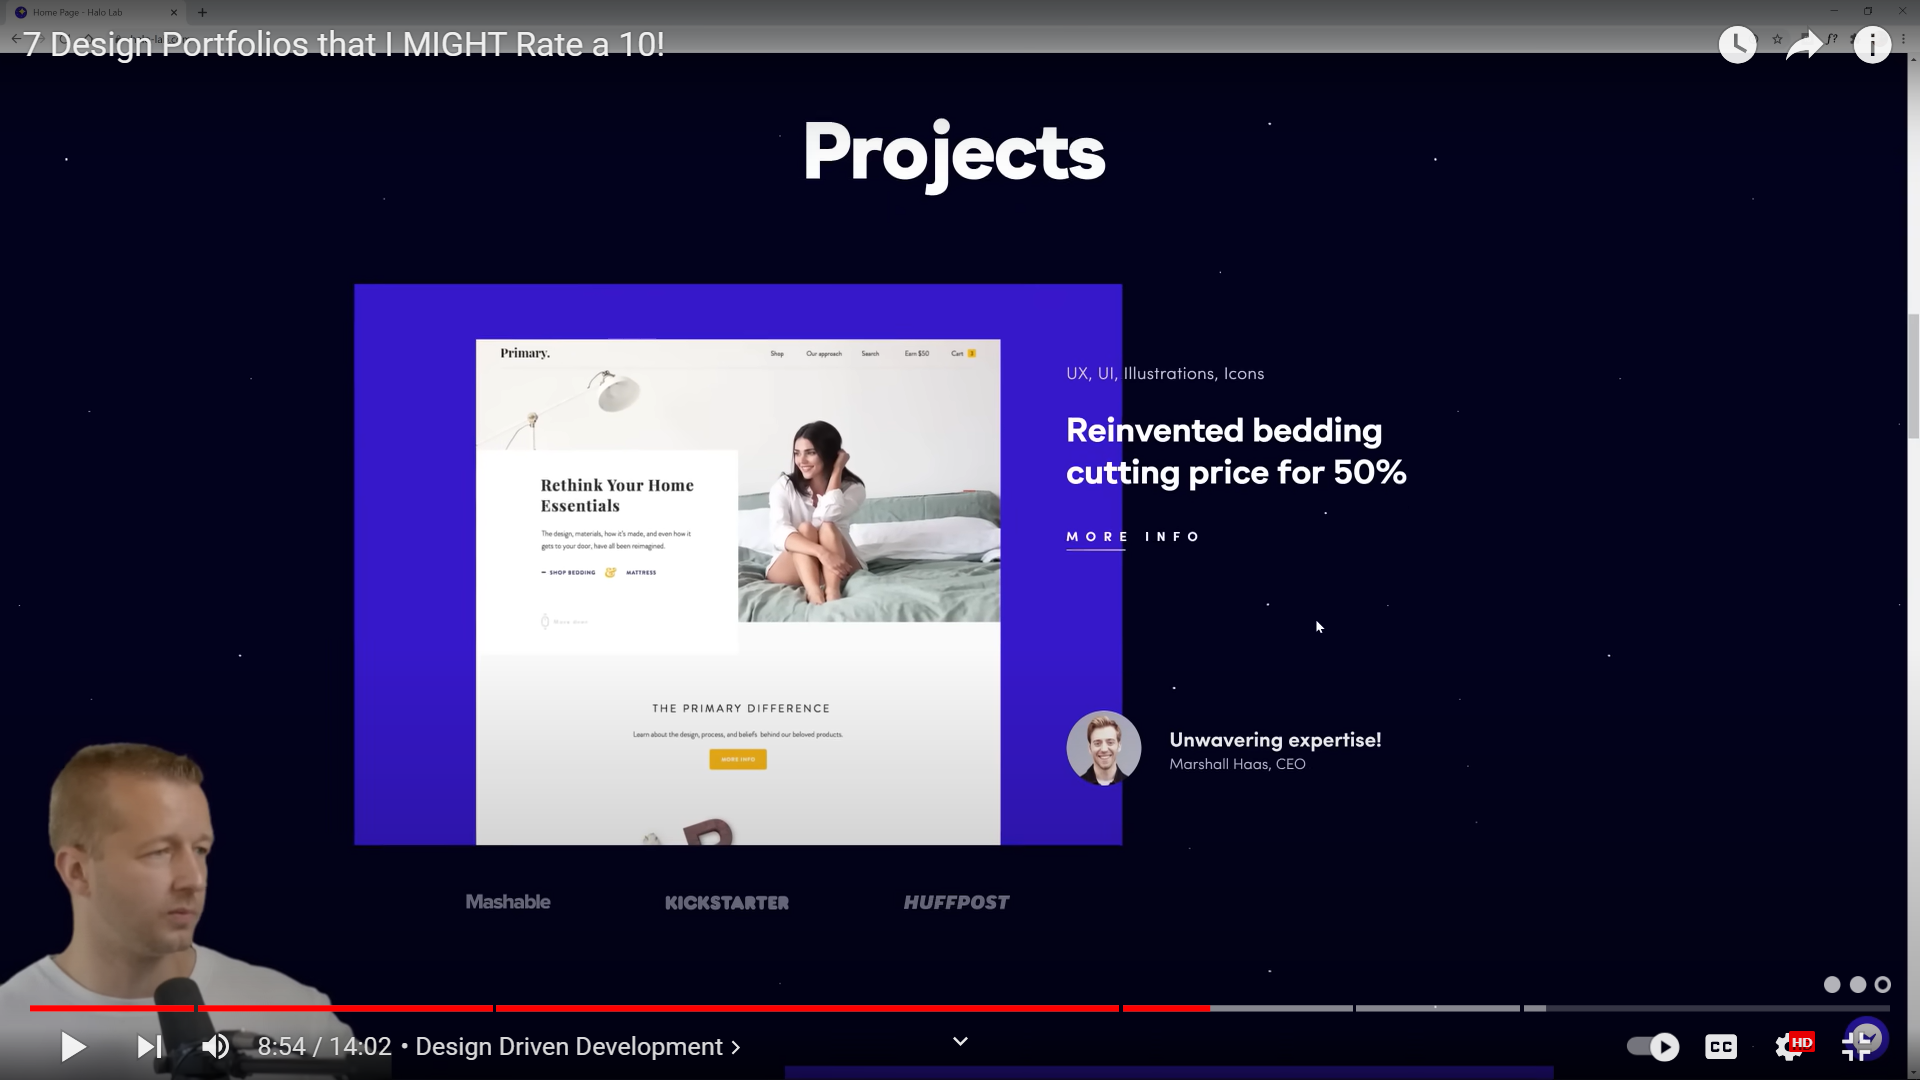 Home Page - Halo Lab
7 Design Portfolios that I MIGHT Rate a 10!
f?
Projects
Primary.
Shop
Our approach
Search
Earn $50
Cart
UX, UI, Illustrations, Icons
Reinvented bedding
cutting price for 50%
MORE INFO
Rethink Your Home
Essentials
The design, materials, how it's made, and even how it
gets to your door, have all been reimagined.
SHOP BEDDING & MATTRESS
THE PRIMARY DIFFERENCE
Learn about the design, process, and beliefs behind our beloved products.
MORE INFO
Unwavering expertise!
Marshall Haas, CEO
Mashable
KICKSTARTER
HUFFPOST
8:54 / 14:02 • Design Driven Development
CC
HD